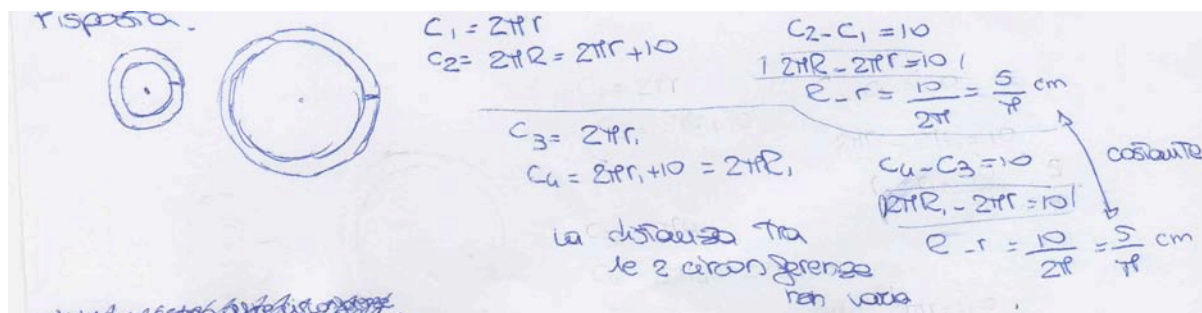 risposta.
C₁ = 2πr
C₂ = 2πR = 2πr+10
C₂-C₁ = 10
2πR - 2πr = 10
R - r = 10/2π = 5/π cm
C₃ = 2πr₁
C₄ = 2πr₁+10 = 2πR₁
C₄-C₃ = 10
2πR₁ - 2πr = 10
R - r = 10/2π = 5/π cm
costante
La distanza tra
le 2 circonferenze
non varia